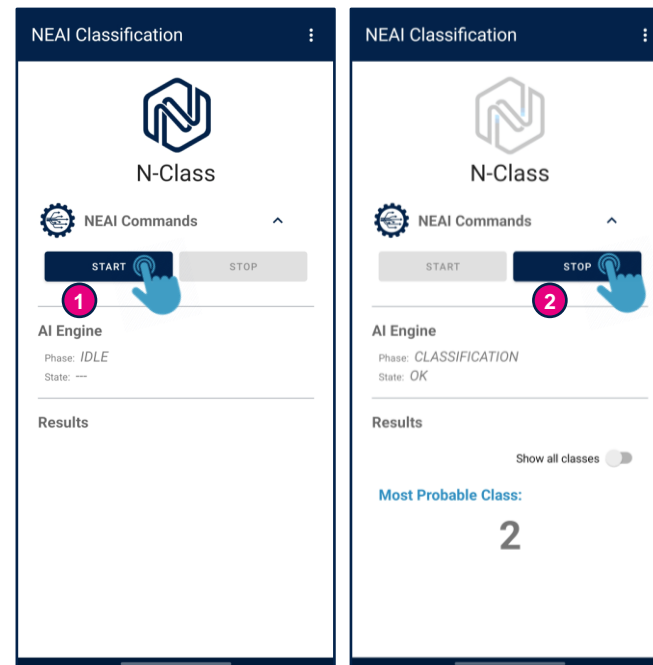 NEAI Classification
N-Class
NEAI Commands
START STOP
1
AI Engine
Phase: IDLE
State: ---
Results
NEAI Classification
N-Class
NEAI Commands
START STOP
2
AI Engine
Phase: CLASSIFICATION
State: OK
Results
Show all classes
Most Probable Class:
2